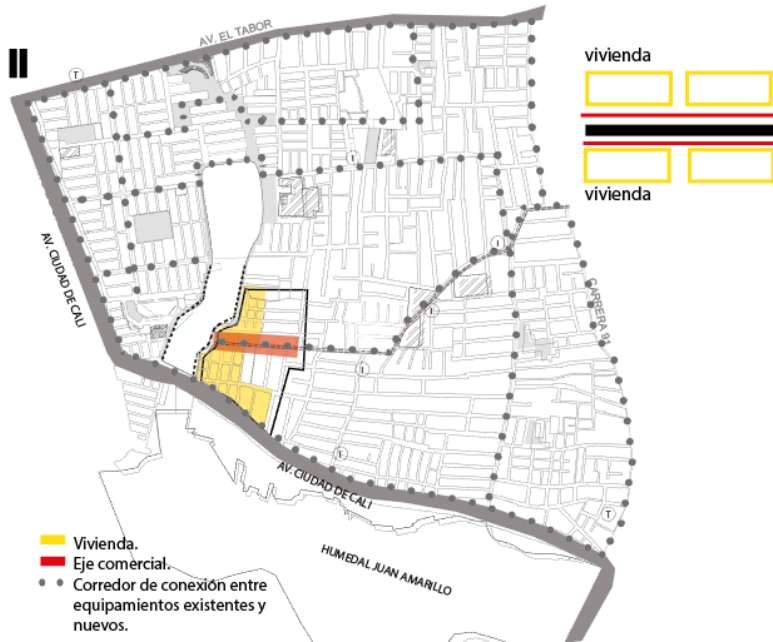 II
AV. EL TABOR
T
vivienda
vivienda
I
AV. CIUDAD DE CALI
I
I
I
CARRERA 91
T
AV. CIUDAD DE CALI
T
HUMEDAL JUAN AMARILLO
Vivienda.
Eje comercial.
Corredor de conexión entre
equipamientos existentes y
nuevos.